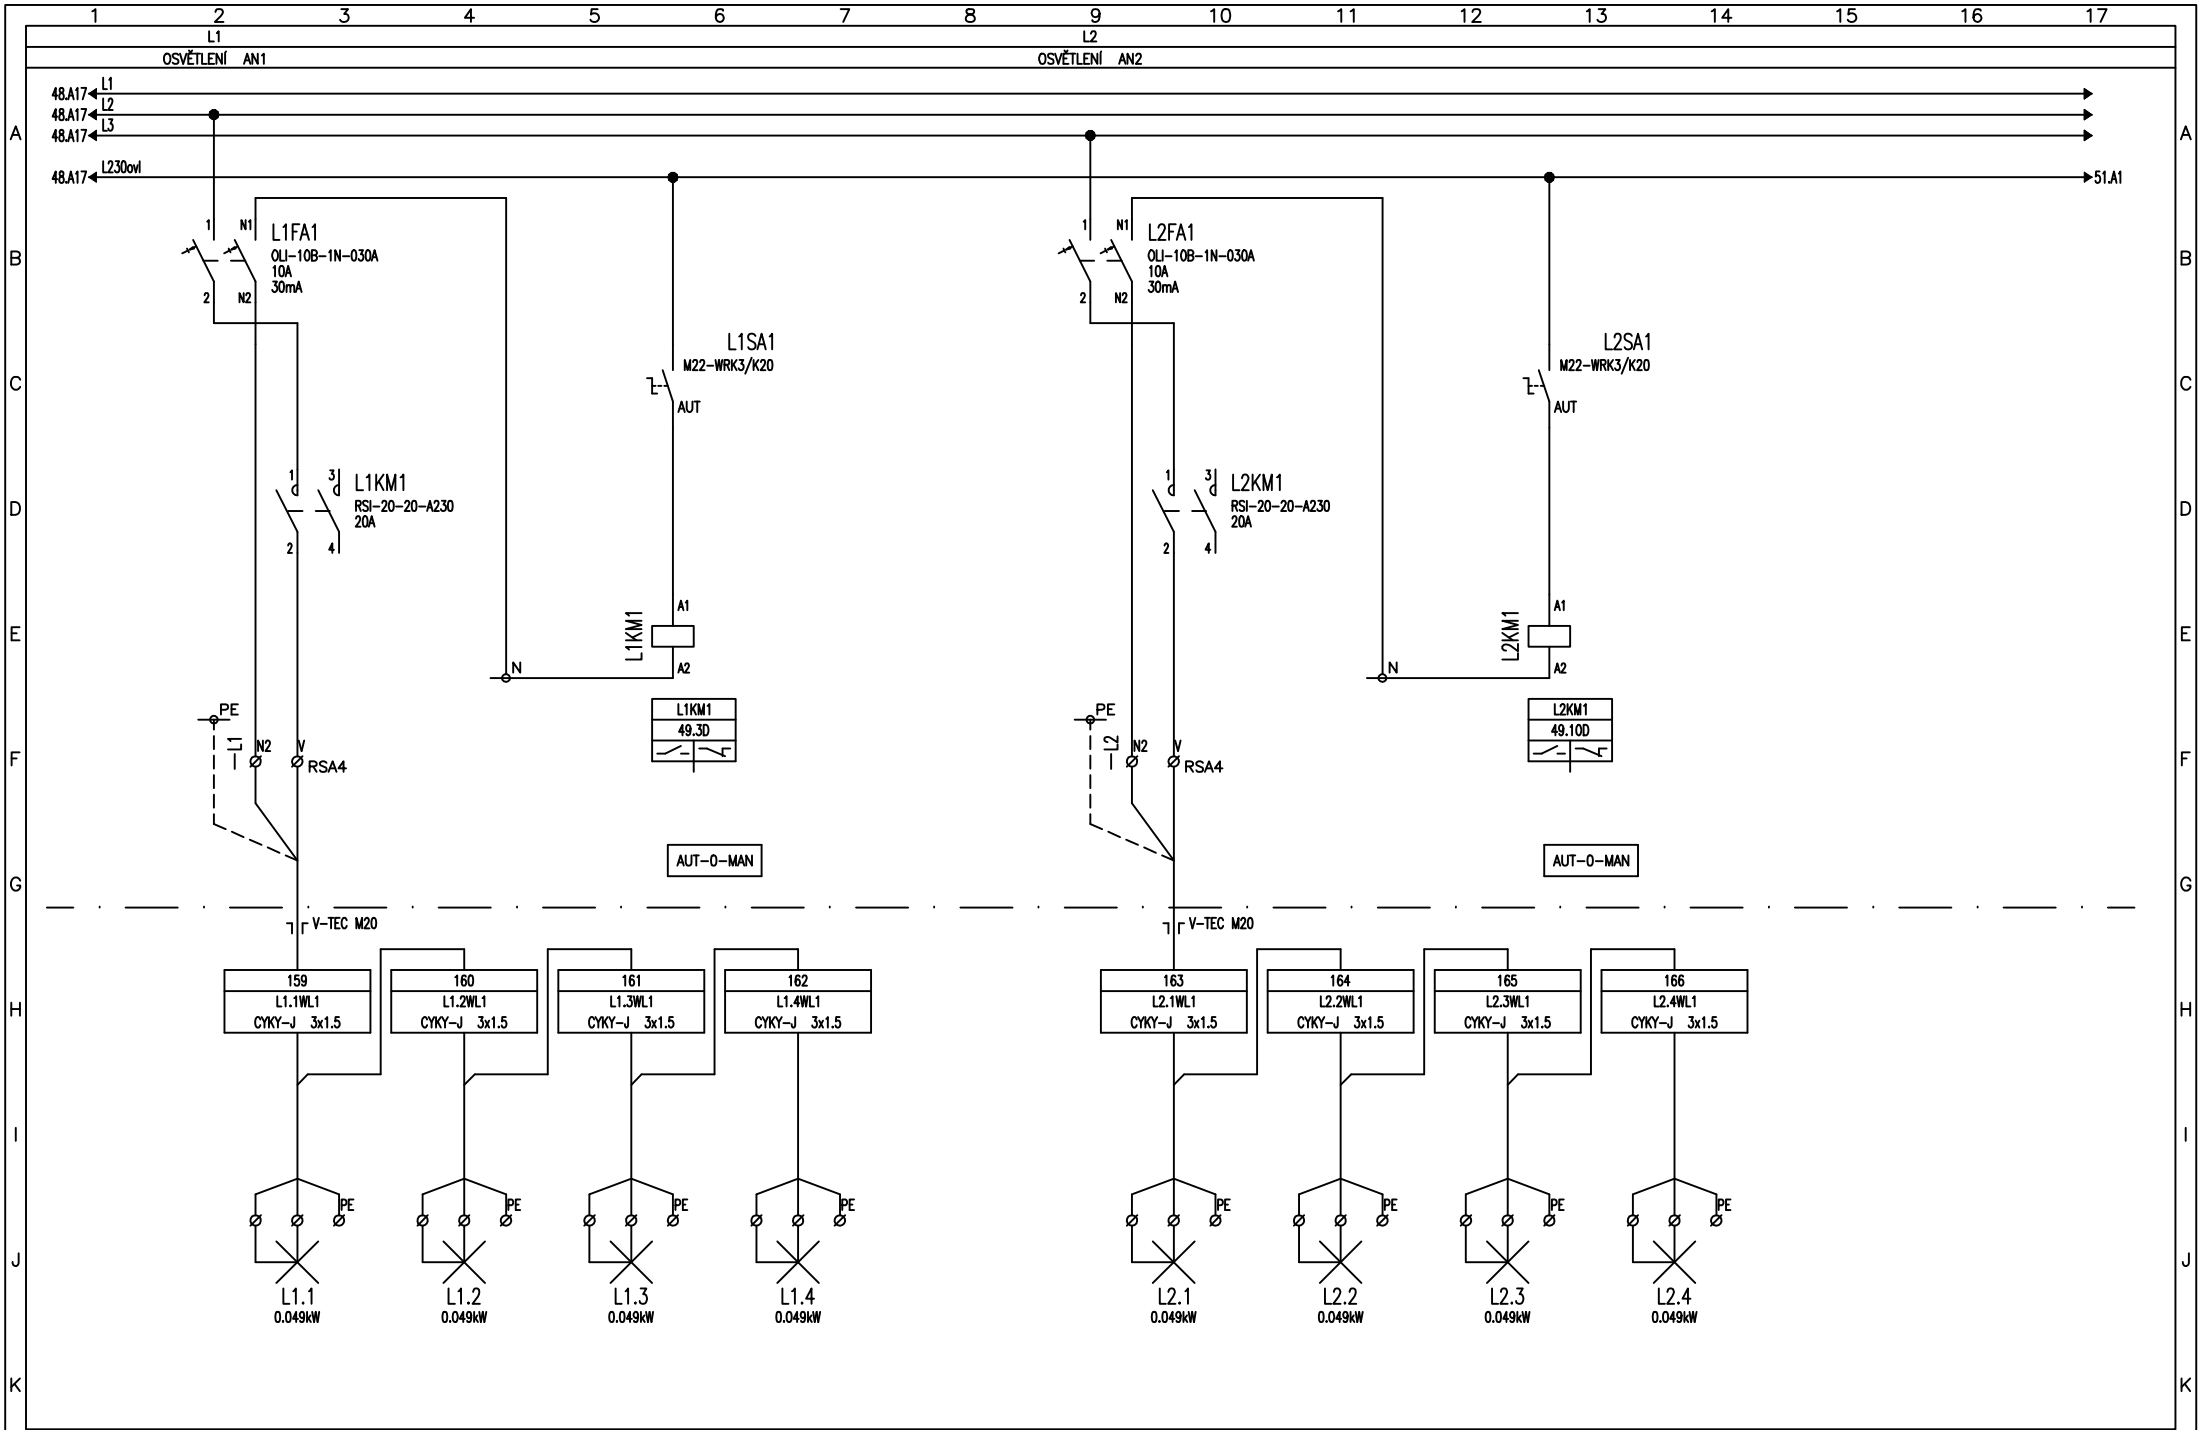 1 2 3 4 5 6 7 8 9 10 11 12 13 14 15 16 17
L1 L2
OSVĚTLENÍ AN1 OSVĚTLENÍ AN2
48.A17 L1
48.A17 L2
A 48.A17 L3 A
48.A17 L230ovl 51.A1
1 N1 L1FA1 1 N1 L2FA1
B OLI-10B-1N-030A OLI-10B-1N-030A B
10A 10A
30mA 30mA
2 N2 2 N2
L1SA1 L2SA1
M22-WRK3/K20 M22-WRK3/K20
C C
AUT AUT
1 3 L1KM1 1 3 L2KM1
D RSI-20-20-A230 RSI-20-20-A230 D
20A 20A
2 4 2 4
A1 A1
E L1KM1 L2KM1 E
N A2 N A2
PE L1KM1 PE L2KM1
49.3D 49.10D
-L1 N2 V -L2 N2 V
F RSA4 RSA4 F
AUT-0-MAN AUT-0-MAN
G G
V-TEC M20 V-TEC M20
159 160 161 162 163 164 165 166
H L1.1WL1 L1.2WL1 L1.3WL1 L1.4WL1 L2.1WL1 L2.2WL1 L2.3WL1 L2.4WL1 H
CYKY-J 3x1.5 CYKY-J 3x1.5 CYKY-J 3x1.5 CYKY-J 3x1.5 CYKY-J 3x1.5 CYKY-J 3x1.5 CYKY-J 3x1.5 CYKY-J 3x1.5
I I
PE PE PE PE PE PE PE PE
J J
L1.1 L1.2 L1.3 L1.4 L2.1 L2.2 L2.3 L2.4
0.049kW 0.049kW 0.049kW 0.049kW 0.049kW 0.049kW 0.049kW 0.049kW
K K